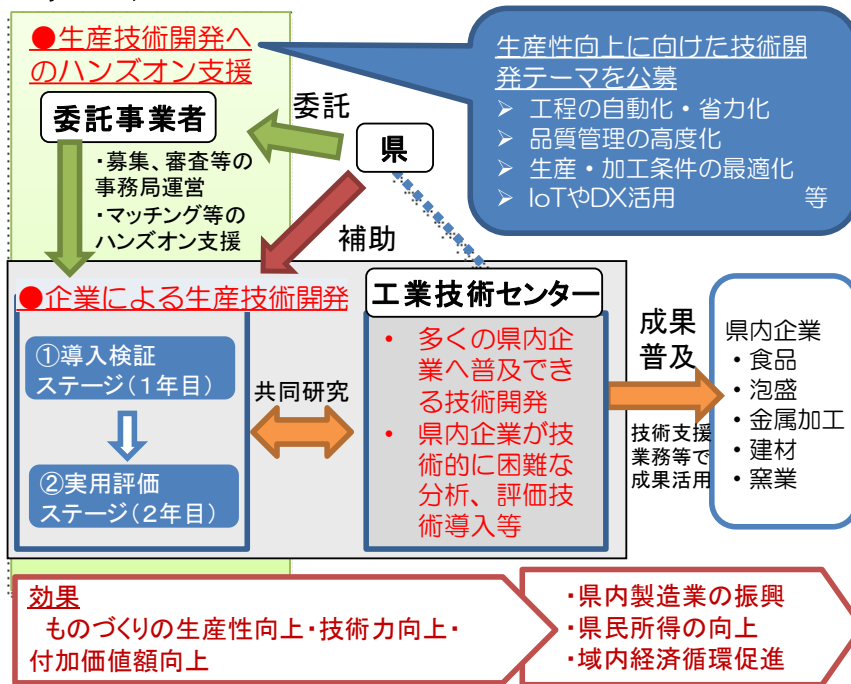 ●生産技術開発へ
のハンズオン支援
委託事業者
委託
県
・募集、審査等の
事務局運営
・マッチング等の
ハンズオン支援
補助
生産性向上に向けた技術開
発テーマを公募
➢ 工程の自動化・省力化
➢ 品質管理の高度化
➢ 生産・加工条件の最適化
➢ IoTやDX活用 等
●企業による生産技術開発
①導入検証
ステージ(1年目)
②実用評価
ステージ(2年目)
共同研究
工業技術センター
• 多くの県内企
業へ普及でき
る技術開発
• 県内企業が技
術的に困難な
分析、評価技
術導入等
成果
普及
技術支援
業務等で
成果活用
県内企業
・食品
・泡盛
・金属加工
・建材
・窯業
効果
ものづくりの生産性向上・技術力向上・
付加価値額向上
・県内製造業の振興
・県民所得の向上
・域内経済循環促進